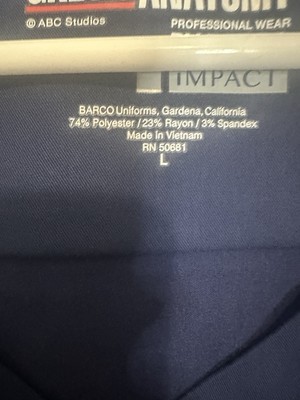 ANATOMY
© ABC Studios
PROFESSIONAL WEAR
IMPACT
BARCO Uniforms, Gardena, California
74% Polyester / 23% Rayon / 3% Spandex
Made in Vietnam
RN 50681
L